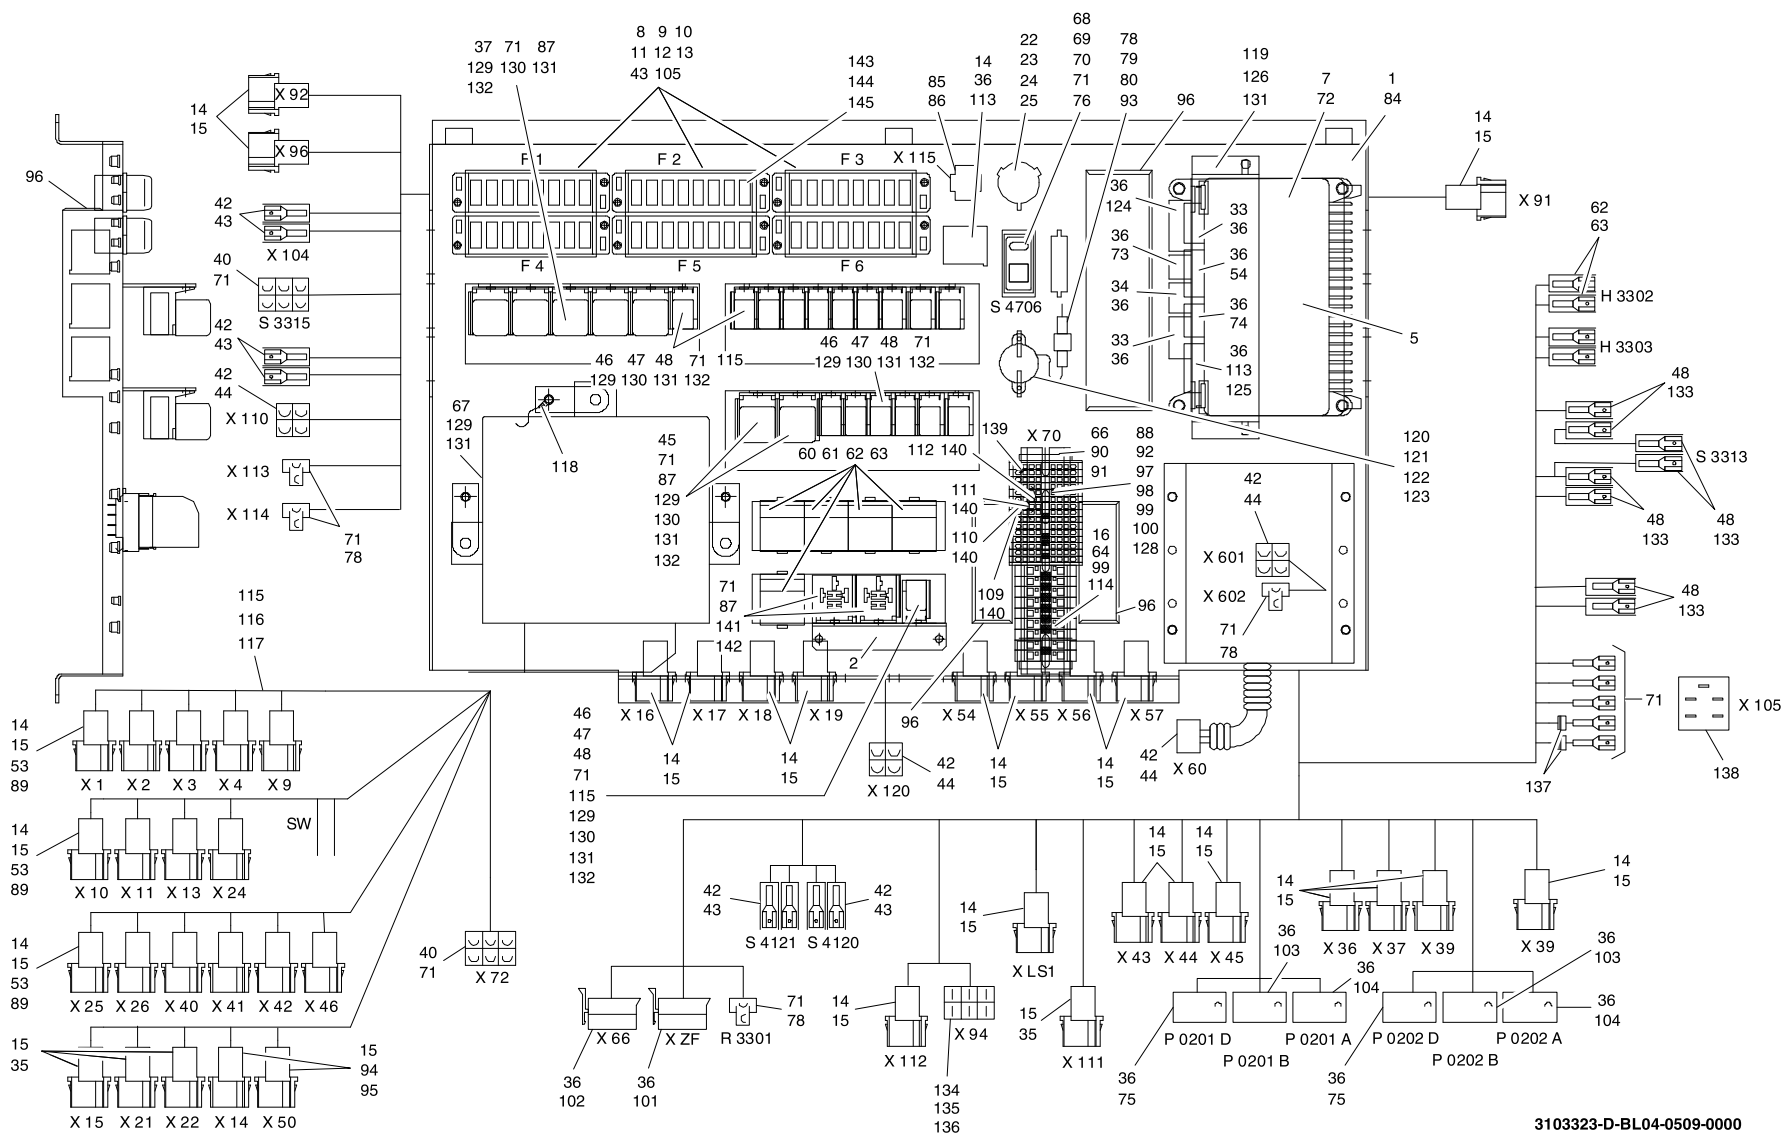 8 9 10
11 12 13
43 105
37 71 87
129 130 131
132
143
144
145
85
86
14
36
113
22
23
24
25
68
69
70
71
76
78
79
80
93
96
119
126
131
7
72
1
84
14
15
X 91
14
15
X 92
X 96
96
42
43
X 104
40
71
S 3315
42
43
42
44
X 110
X 113
X 114
71
78
F 1
F 2
F 3
F 4
F 5
F 6
X 115
S 4706
36
124
36
73
34
36
33
36
33
36
36
54
36
74
36
113
125
5
62
63
H 3302
H 3303
48
133
S 3313
48
133
48
133
48
133
46 47 48 71 115
129 130 131 132
46 47 48 71
129 130 131 132
67
129
131
118
45
71
87
129
130
131
132
60 61 62 63
112 140
139
X 70
66
90
91
88
92
97
98
99
100
128
120
121
122
123
111
140
110
140
109
140
16
64
99
114
96
42
44
X 601
X 602
71
78
71
87
141
142
2
115
116
117
14
15
53
89
X 1
X 2
X 3
X 4
X 9
14
15
53
89
X 10
X 11
X 13
X 24
SW
14
15
53
89
X 25
X 26
X 40
X 41
X 42
X 46
15
35
X 15
X 21
X 22
X 14
X 50
15
94
95
40
71
X 72
X 16
X 17
X 18
X 19
96
X 54
X 55
X 56
X 57
14
15
14
15
14
15
14
15
42
44
X 120
42
44
X 60
46
47
48
71
115
129
130
131
132
71
X 105
137
138
42
43
S 4121
S 4120
42
43
X 66
X ZF
R 3301
71
78
36
102
36
101
14
15
X 112
X 94
134
135
136
14
15
X LS1
15
35
X 111
14
15
14
15
X 43
X 44
X 45
14
15
X 36
X 37
X 39
14
15
X 39
36
103
36
104
P 0201 D
P 0201 B
P 0201 A
36
75
36
103
36
104
P 0202 D
P 0202 B
P 0202 A
36
75
3103323-D-BL04-0509-0000